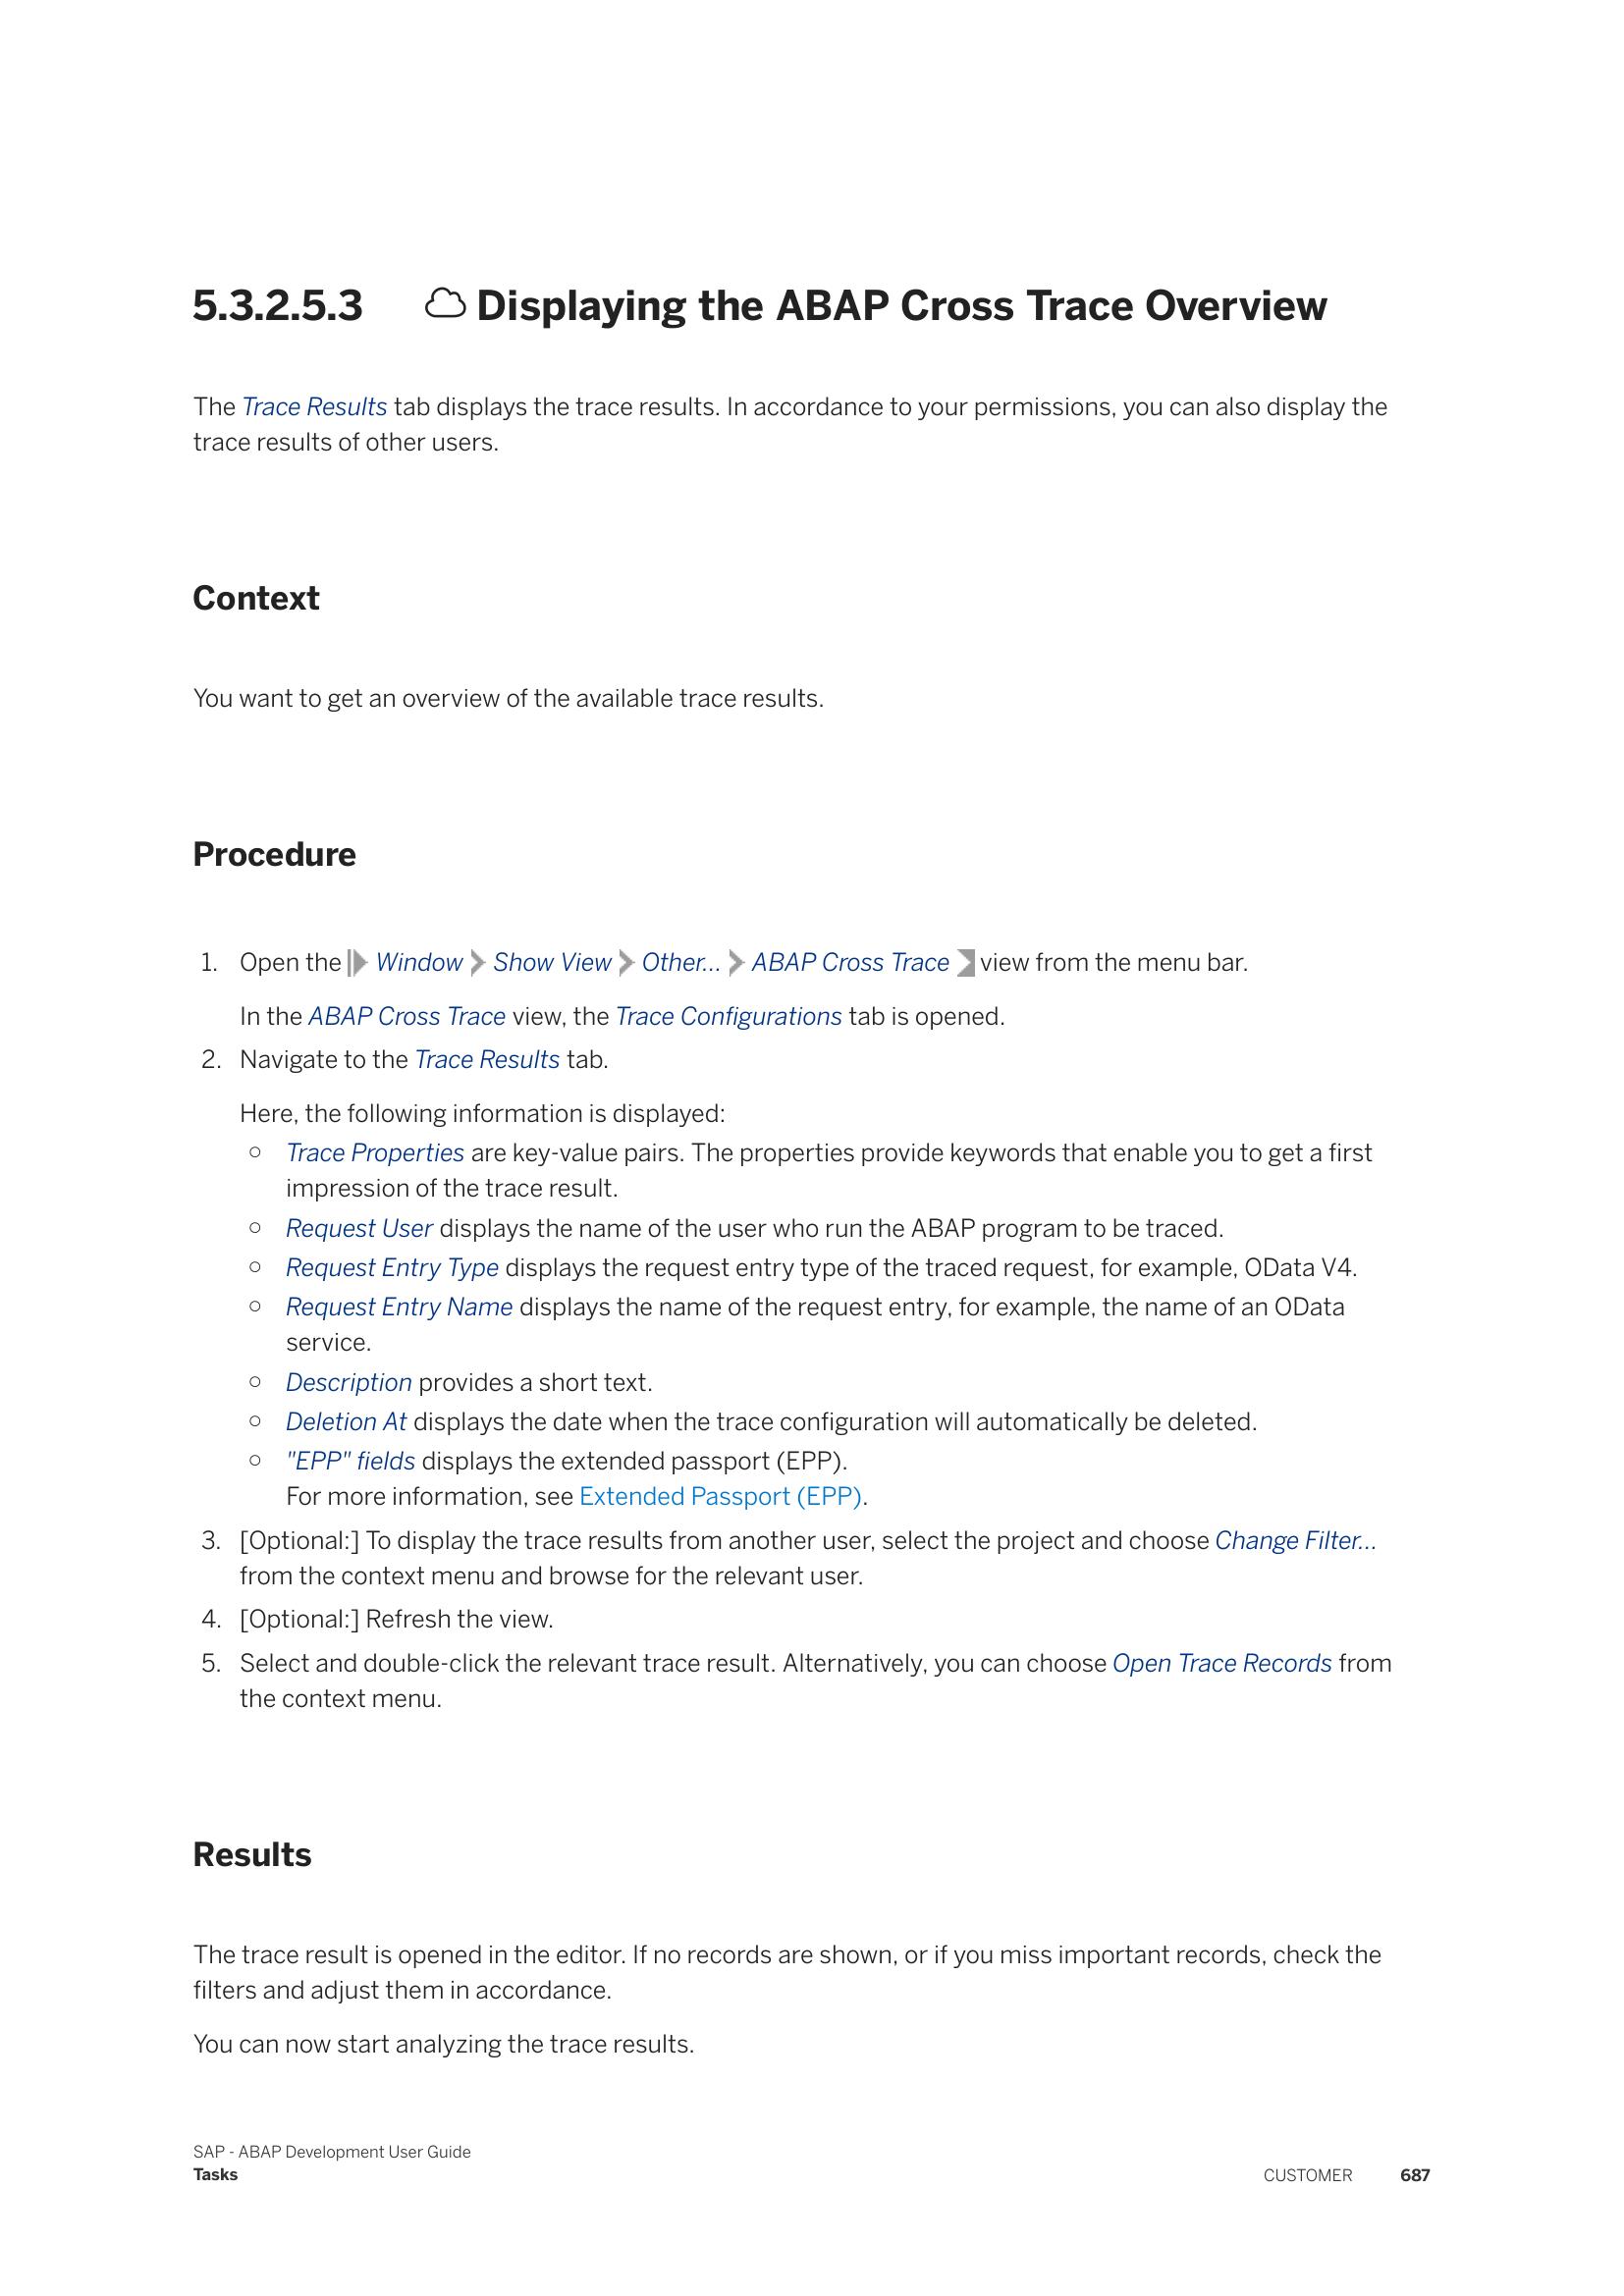 5.3.2.5.3 Displaying the ABAP Cross Trace Overview
The Trace Results tab displays the trace results. In accordance to your permissions, you can also display the
trace results of other users.
Context
You want to get an overview of the available trace results.
Procedure
1. Open the Window Show View Other... ABAP Cross Trace view from the menu bar.
In the ABAP Cross Trace view, the Trace Configurations tab is opened.
2. Navigate to the Trace Results tab.
Here, the following information is displayed:
○ Trace Properties are key-value pairs. The properties provide keywords that enable you to get a first
impression of the trace result.
○ Request User displays the name of the user who run the ABAP program to be traced.
○ Request Entry Type displays the request entry type of the traced request, for example, OData V4.
○ Request Entry Name displays the name of the request entry, for example, the name of an OData
service.
○ Description provides a short text.
○ Deletion At displays the date when the trace configuration will automatically be deleted.
○ "EPP" fields displays the extended passport (EPP).
For more information, see Extended Passport (EPP).
3. [Optional:] To display the trace results from another user, select the project and choose Change Filter...
from the context menu and browse for the relevant user.
4. [Optional:] Refresh the view.
5. Select and double-click the relevant trace result. Alternatively, you can choose Open Trace Records from
the context menu.
Results
The trace result is opened in the editor. If no records are shown, or if you miss important records, check the
filters and adjust them in accordance.
You can now start analyzing the trace results.
SAP - ABAP Development User Guide
Tasks
CUSTOMER 687